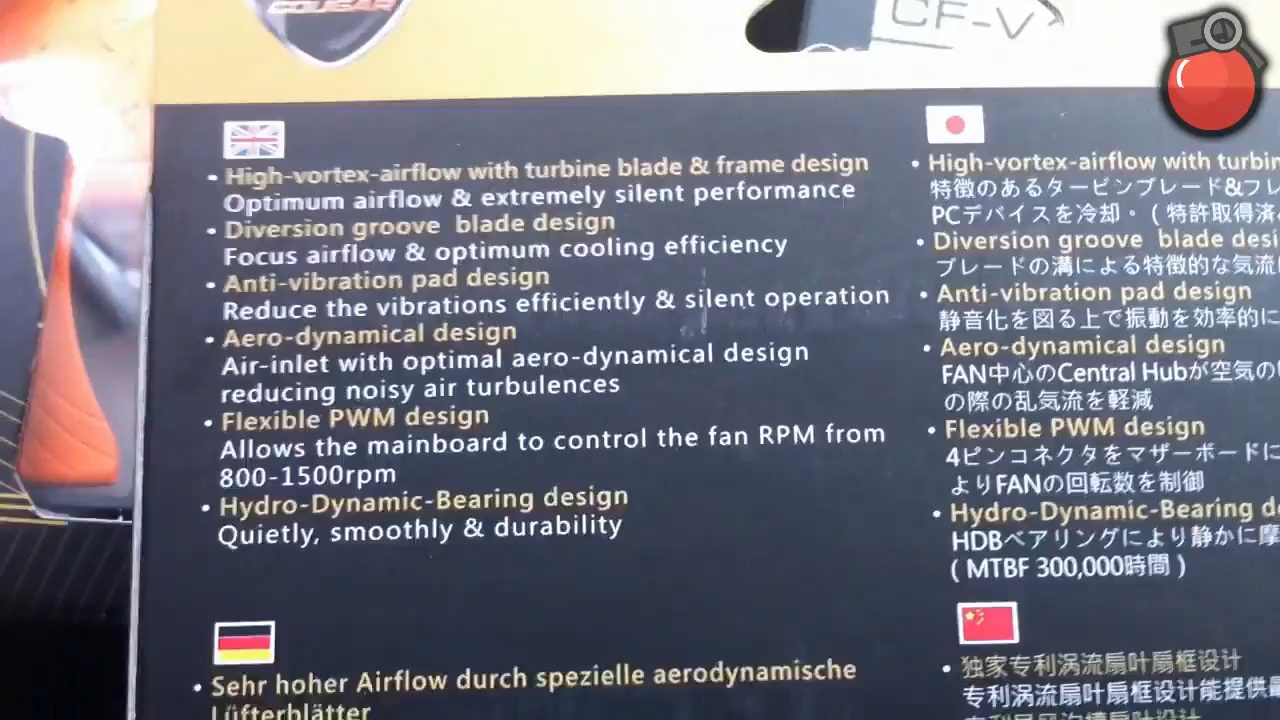 COUGAR
CF-V
• High-vortex-airflow with turbine blade & frame design
Optimum airflow & extremely silent performance
• Diversion groove blade design
Focus airflow & optimum cooling efficiency
• Anti-vibration pad design
Reduce the vibrations efficiently & silent operation
• Aero-dynamical design
Air-inlet with optimal aero-dynamical design
reducing noisy air turbulences
• Flexible PWM design
Allows the mainboard to control the fan RPM from
800-1500rpm
• Hydro-Dynamic-Bearing design
Quietly, smoothly & durability
• High-vortex-airflow with
特徴のあるタービンブレード&フレ
PCデバイスを冷却。(特許取得済
• Diversion groove blade
ブレードの溝による特徴的な気流
• Anti-vibration pad design
静音化を図る上で振動を効率的に
• Aero-dynamical design
FAN中心のCentral Hubが空気の
の際の乱気流を軽減
• Flexible PWM design
4ピンコネクタをマザーボードに
よりFANの回転数を制御
• Hydro-Dynamic-Bearing
HDBベアリングにより静かに摩
( MTBF 300,000時間 )
• Sehr hoher Airflow durch spezielle aerodynamische
Lüfterblätter
• 独家专利涡流扇叶扇框设计
专利涡流扇叶扇框设计能提供